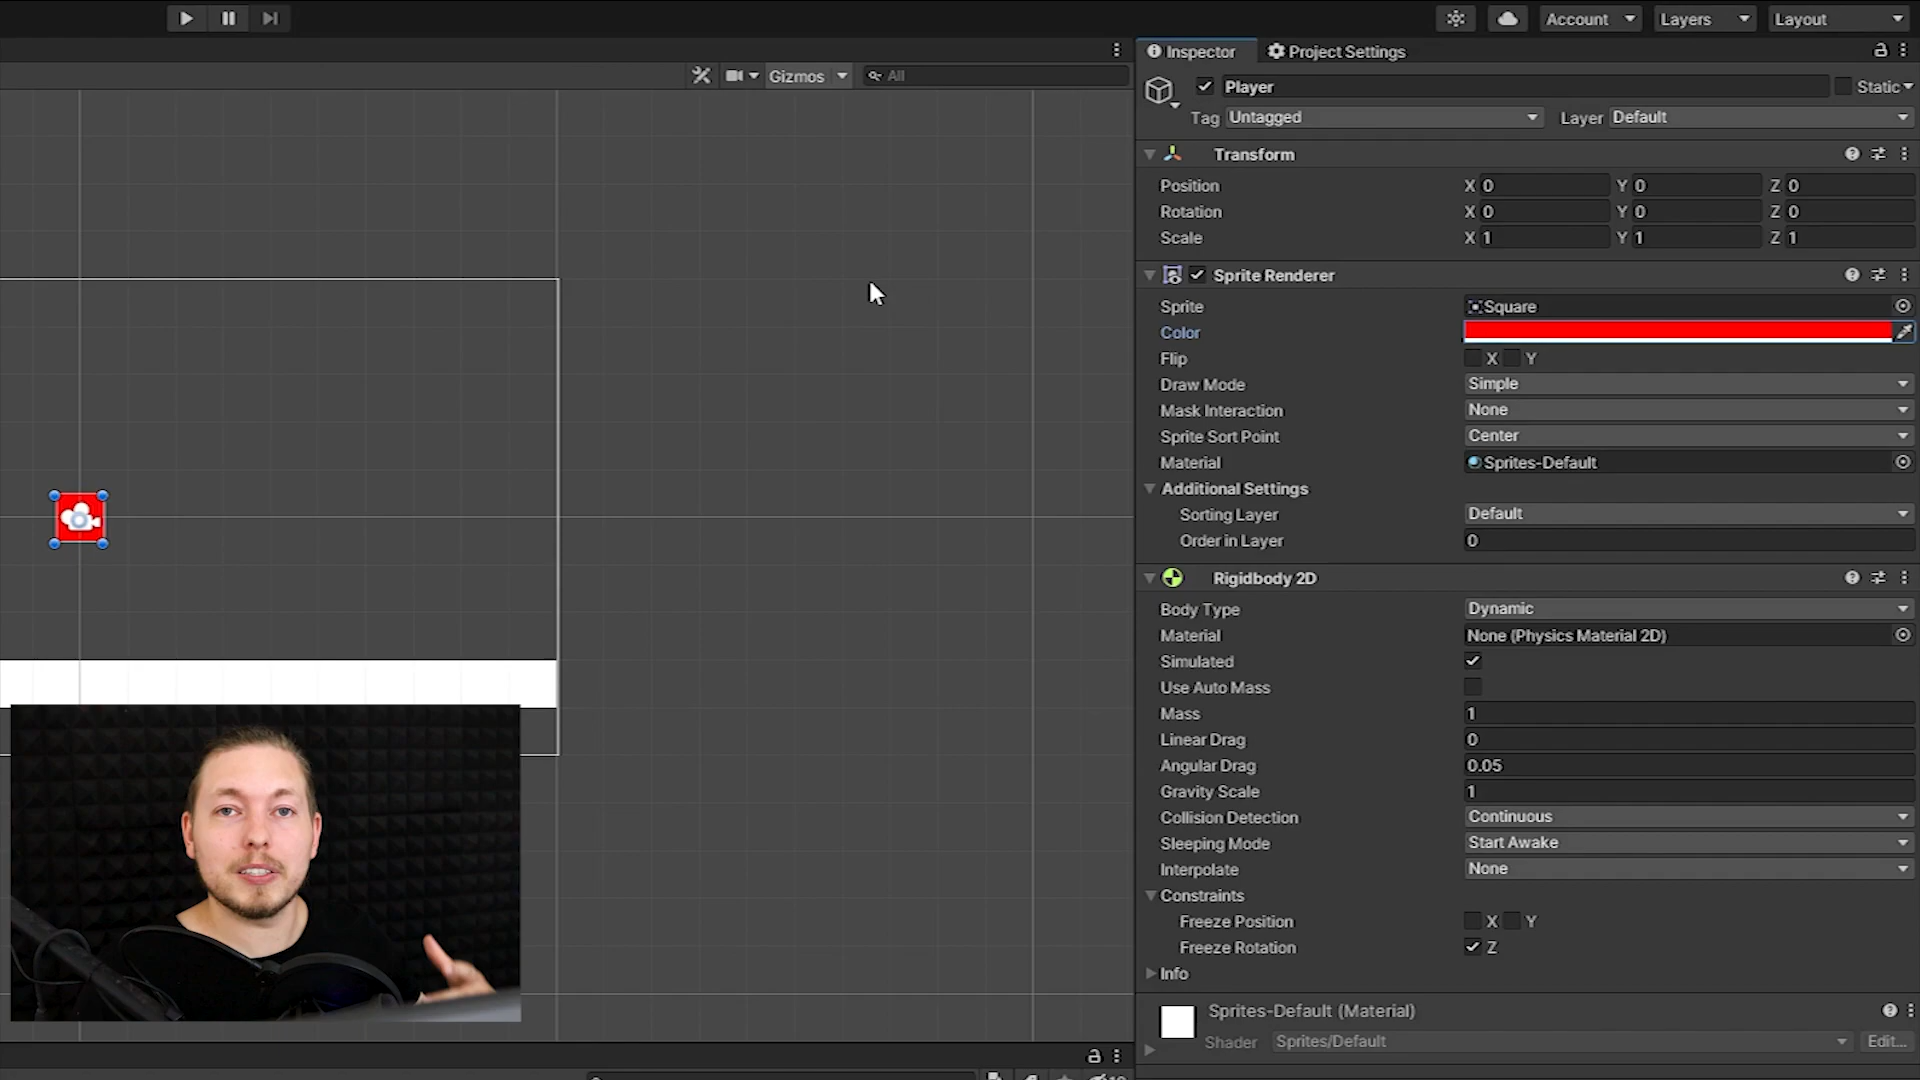 Account
Layers
Layout
Inspector
Project Settings
Gizmos
All
Player
Static
Tag Untagged
Layer Default
Transform
Position X 0 Y 0 Z 0
Rotation X 0 Y 0 Z 0
Scale X 1 Y 1 Z 1
Sprite Renderer
Sprite Square
Color
Flip X Y
Draw Mode Simple
Mask Interaction None
Sprite Sort Point Center
Material Sprites-Default
Additional Settings
Sorting Layer Default
Order in Layer 0
Rigidbody 2D
Body Type Dynamic
Material None (Physics Material 2D)
Simulated
Use Auto Mass
Mass 1
Linear Drag 0
Angular Drag 0.05
Gravity Scale 1
Collision Detection Continuous
Sleeping Mode Start Awake
Interpolate None
Constraints
Freeze Position X Y
Freeze Rotation Z
Info
Sprites-Default (Material)
Shader Sprites/Default Edit...